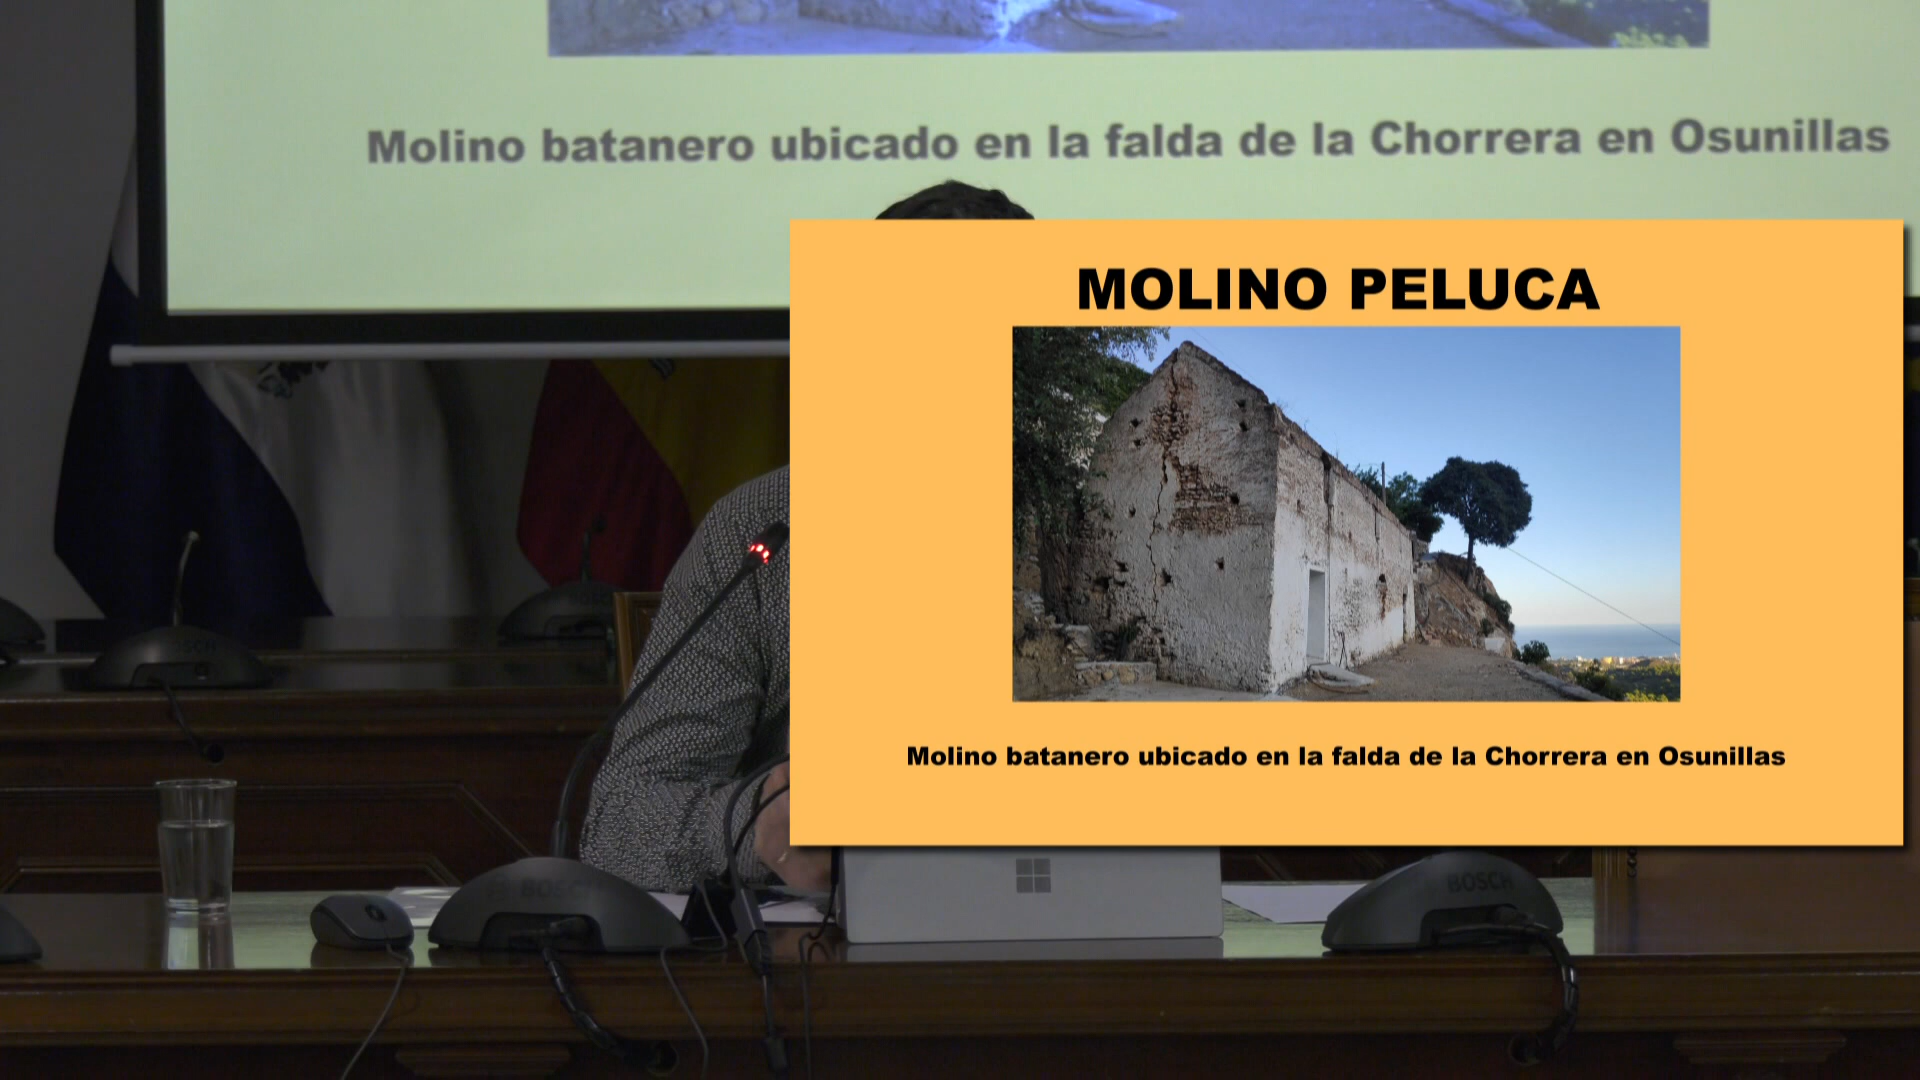 Molino batanero ubicado en la falda de la Chorrera en Osunillas
MOLINO PELUCA
Molino batanero ubicado en la falda de la Chorrera en Osunillas
BOSCH
BOSCH
BOSCH